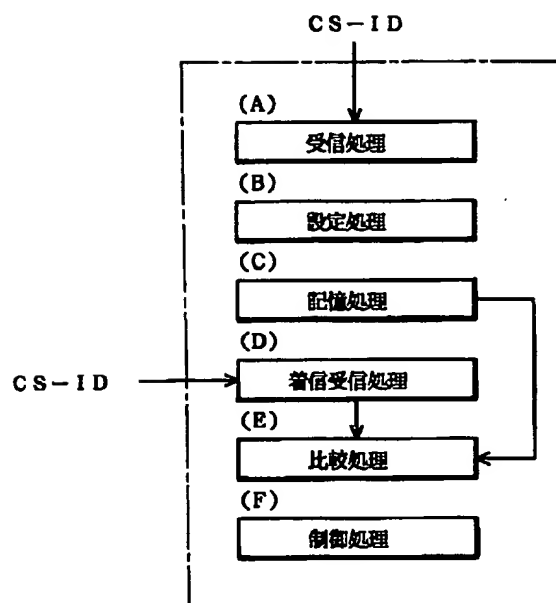 CS-ID
(A)
受信処理
(B)
設定処理
(C)
記憶処理
(D)
CS-ID
着信受信処理
(E)
比較処理
(F)
制御処理